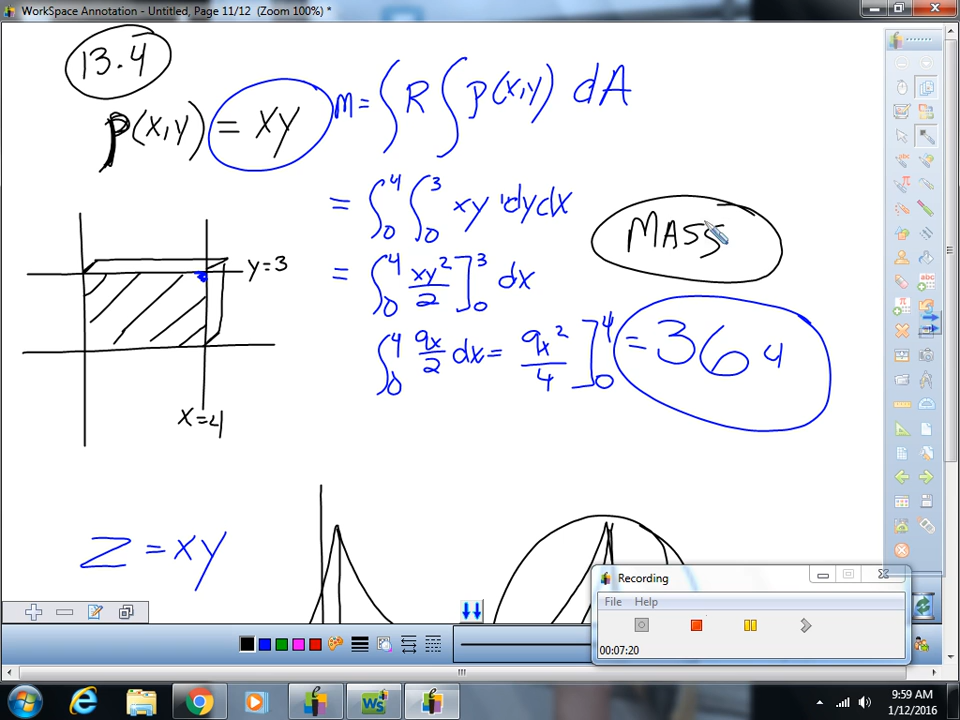 WorkSpace Annotation - Untitled, Page 11/12 (Zoom 100%) *
13.4
ρ(x,y) = xy
M = ∫R∫ ρ(x,y) dA
= ∫₀⁴ ∫₀³ xy dydx
MASS
= ∫₀⁴ xy²/2 ]₀³ dx
y=3
∫₀⁴ 9x/2 dx = 9x²/4 ]₀⁴ = 36 4
x=4
z = xy
Recording
File Help
00:07:20
9:59 AM
1/12/2016